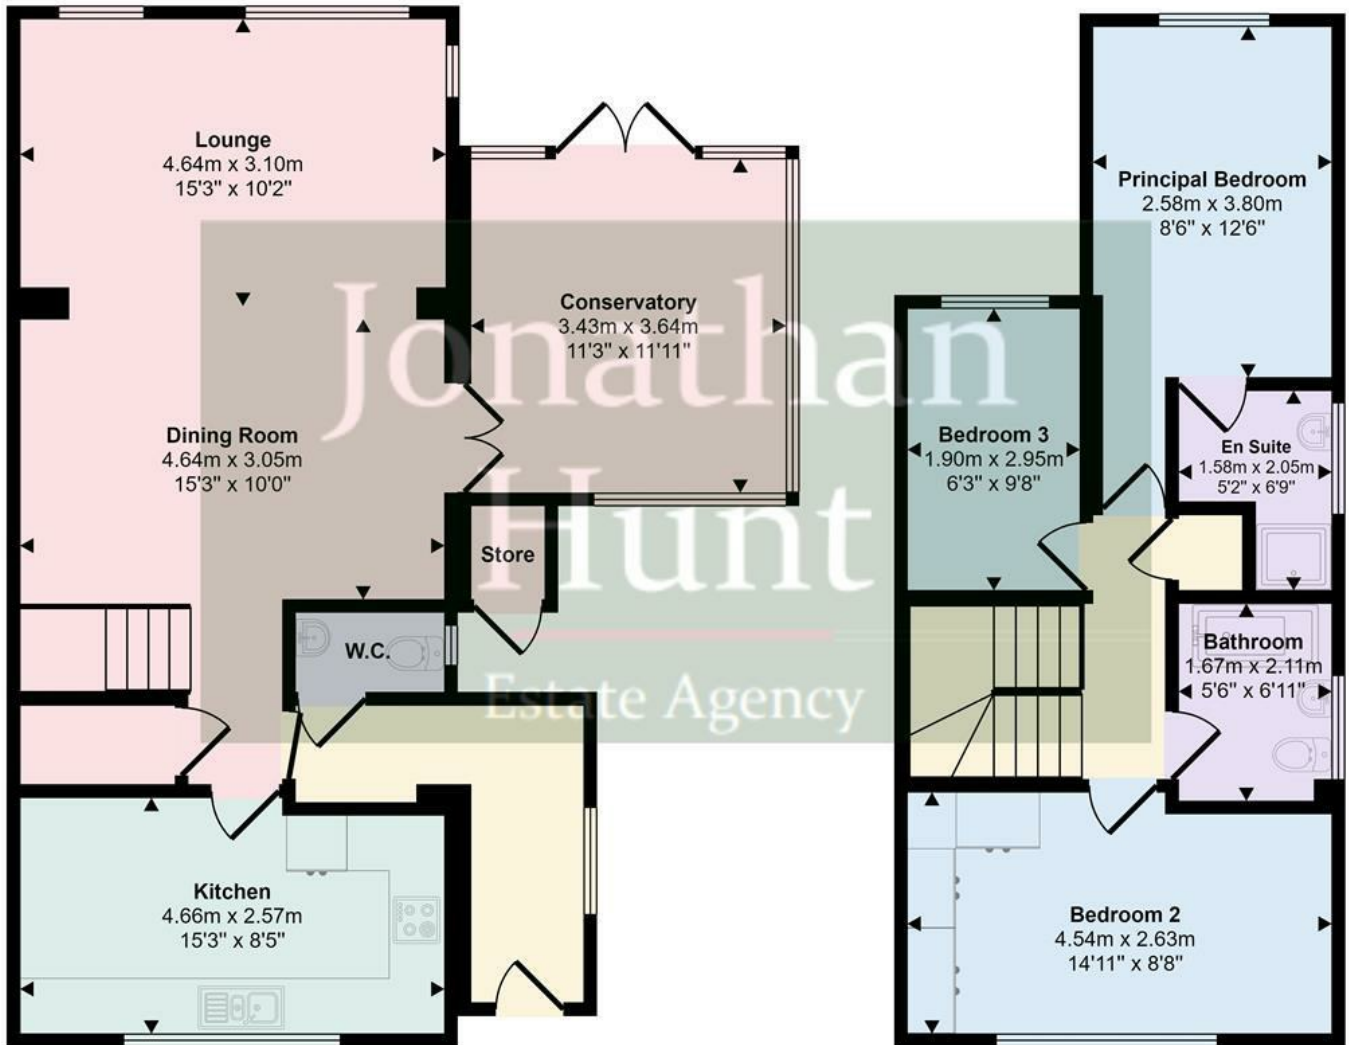 Lounge
4.64m x 3.10m
15'3" x 10'2"
Conservatory
3.43m x 3.64m
11'3" x 11'11"
Dining Room
4.64m x 3.05m
15'3" x 10'0"
Store
W.C.
Kitchen
4.66m x 2.57m
15'3" x 8'5"
Principal Bedroom
2.58m x 3.80m
8'6" x 12'6"
Bedroom 3
1.90m x 2.95m
6'3" x 9'8"
En Suite
1.58m x 2.05m
5'2" x 6'9"
Bathroom
1.67m x 2.11m
5'6" x 6'11"
Bedroom 2
4.54m x 2.63m
14'11" x 8'8"
Jonathan
Hunt
Estate Agency